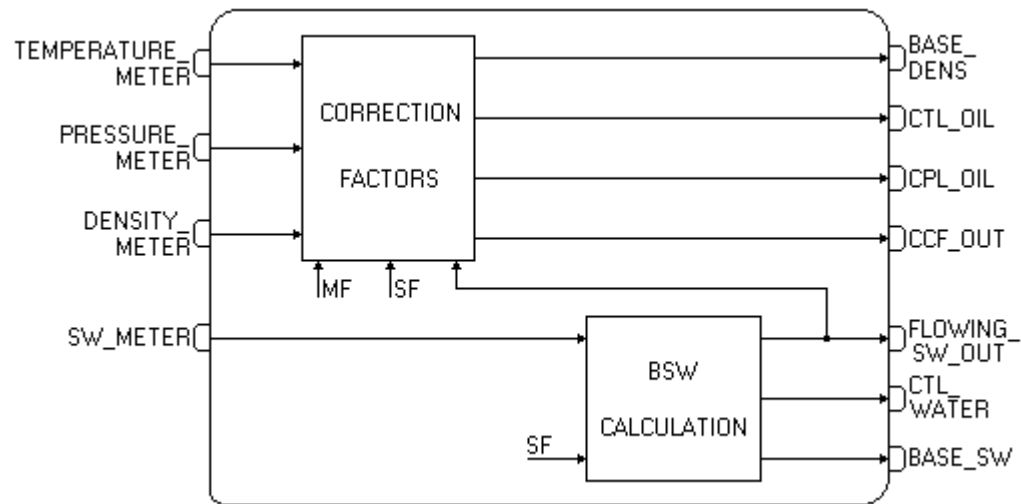 TEMPERATURE_
METER
PRESSURE_
METER
DENSITY_
METER
SW_METER
CORRECTION
FACTORS
MF
SF
BSW
CALCULATION
SF
BASE_
DENS
CTL_OIL
CPL_OIL
CCF_OUT
FLOWING_
SW_OUT
CTL_
WATER
BASE_SW